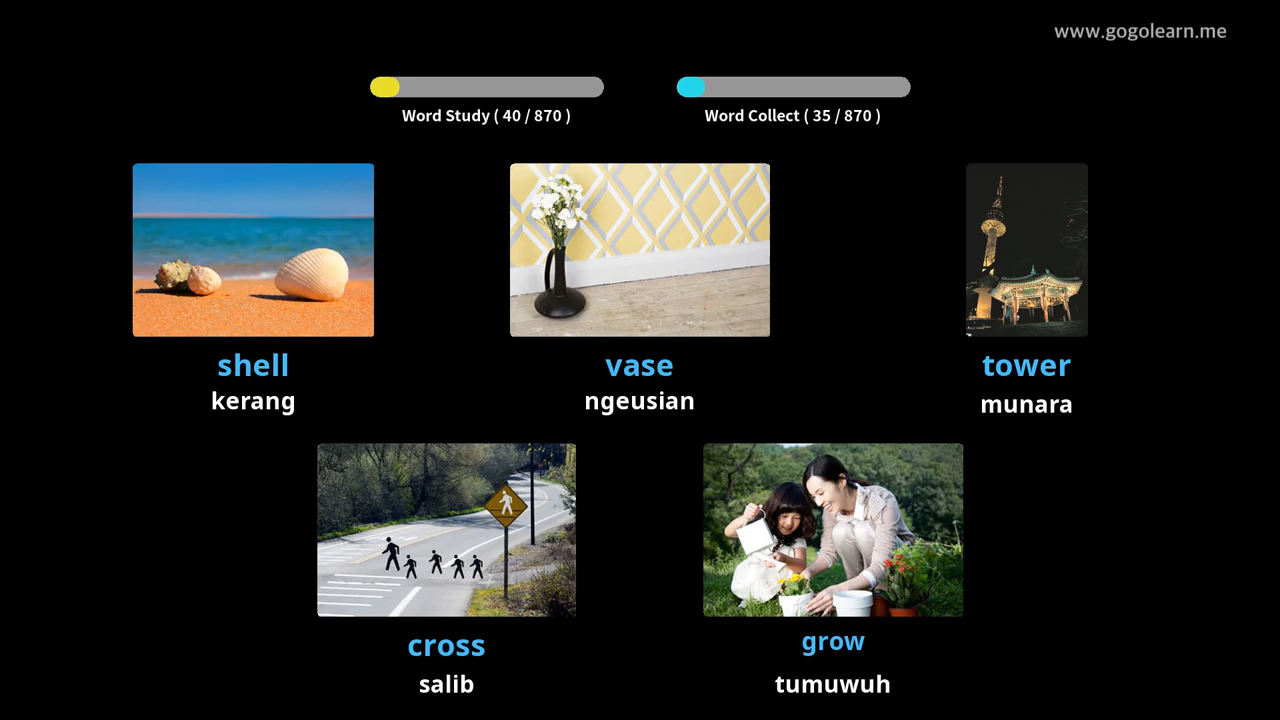 www.gogolearn.me
Word Study ( 40 / 870 )
Word Collect ( 35 / 870 )
shell
kerang
vase
ngeusian
tower
munara
cross
salib
grow
tumuwuh